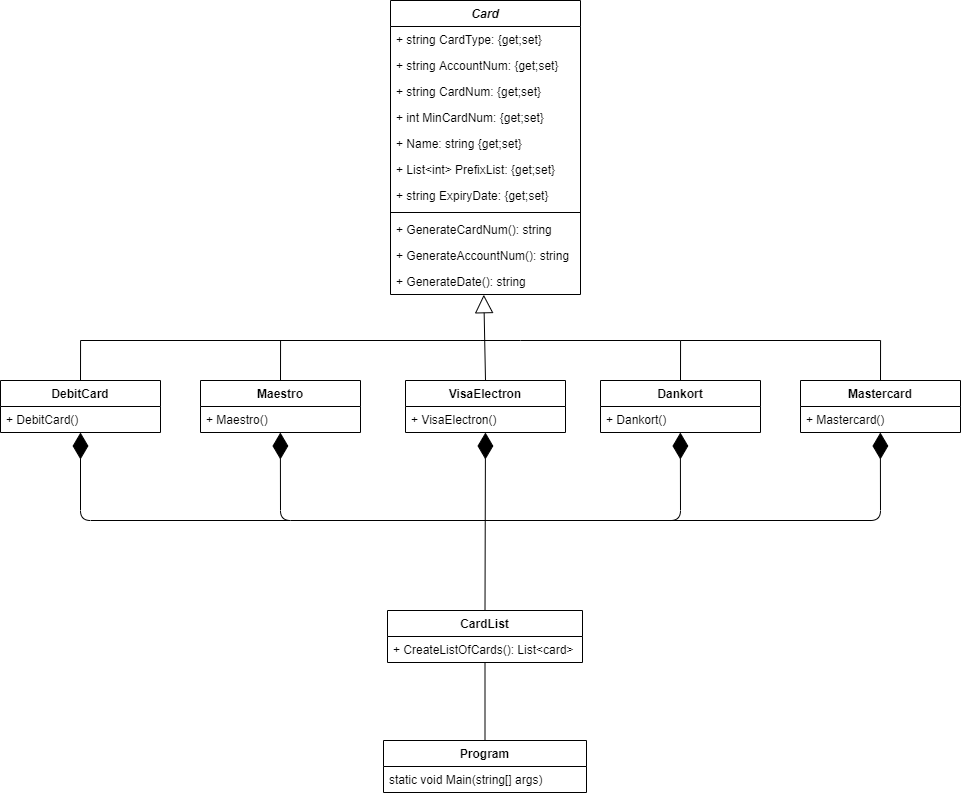 Card
+ string CardType: {get;set}
+ string AccountNum: {get;set}
+ string CardNum: {get;set}
+ int MinCardNum: {get;set}
+ Name: string {get;set}
+ List<int> PrefixList: {get;set}
+ string ExpiryDate: {get;set}
+ GenerateCardNum(): string
+ GenerateAccountNum(): string
+ GenerateDate(): string
DebitCard
+ DebitCard()
Maestro
+ Maestro()
VisaElectron
+ VisaElectron()
Dankort
+ Dankort()
Mastercard
+ Mastercard()
CardList
+ CreateListOfCards(): List<card>
Program
static void Main(string[] args)